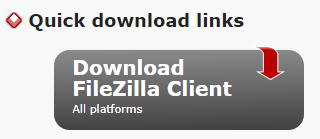 Quick download links
Download
FileZilla Client
All platforms